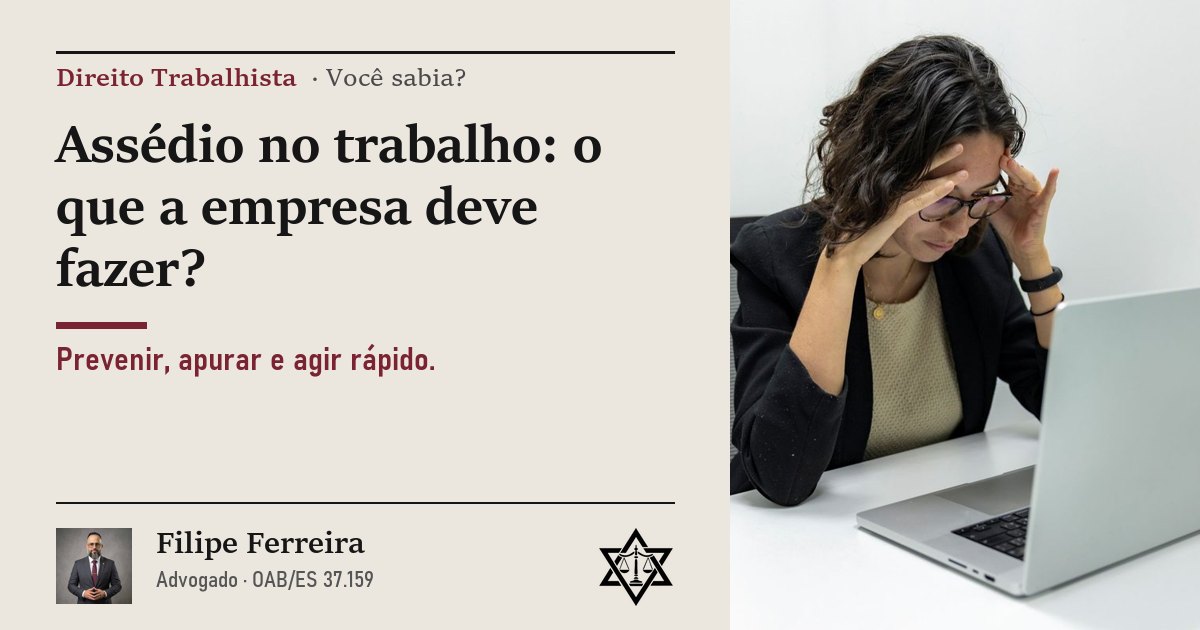 Direito Trabalhista · Você sabia?
Assédio no trabalho: o
que a empresa deve
fazer?
Prevenir, apurar e agir rápido.
Filipe Ferreira
Advogado · OAB/ES 37.159